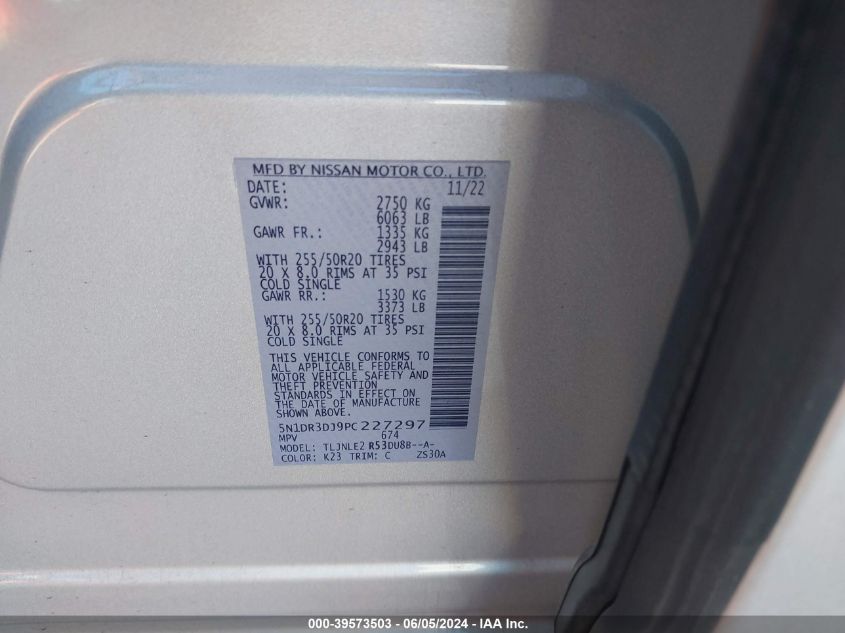 MFD BY NISSAN MOTOR CO., LTD.
DATE: 11/22
GVWR: 2750 KG
6063 LB
GAWR FR.: 1335 KG
2943 LB
WITH 255/50R20 TIRES
20 X 8.0 RIMS AT 35 PSI
COLD SINGLE
GAWR RR.: 1530 KG
3373 LB
WITH 255/50R20 TIRES
20 X 8.0 RIMS AT 35 PSI
COLD SINGLE
THIS VEHICLE CONFORMS TO
ALL APPLICABLE FEDERAL
MOTOR VEHICLE SAFETY AND
THEFT PREVENTION
STANDARDS IN EFFECT ON
THE DATE OF MANUFACTURE
SHOWN ABOVE.
5N1DR3DJ9PC227297
MPV 674
MODEL: TLJNLE2 R53DU8B--A-
COLOR: K23 TRIM: C ZS30A
000-39573503 - 06/05/2024 - IAA Inc.